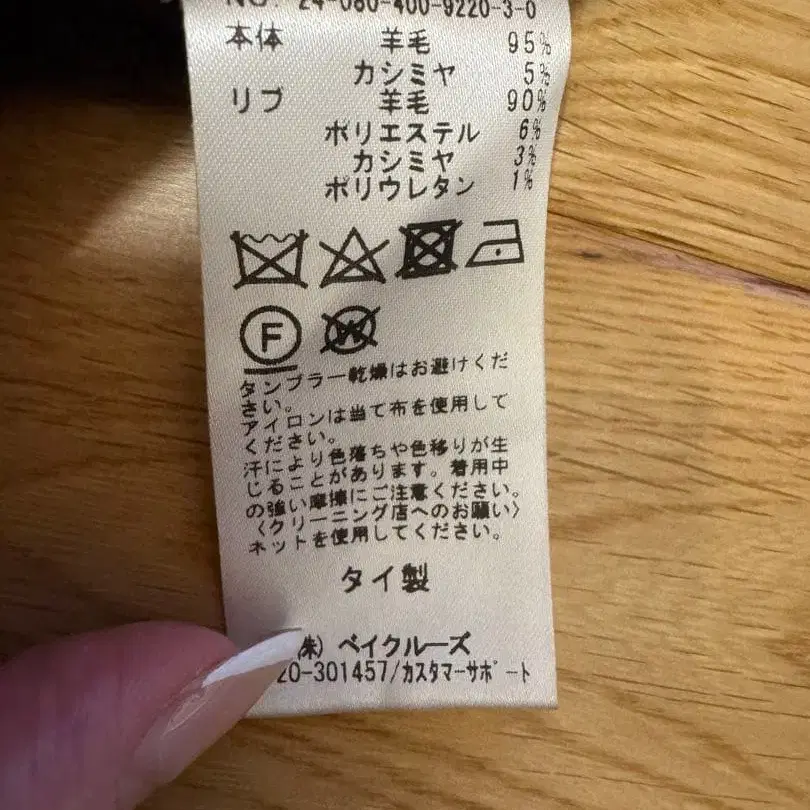 NO. 24-080-400-9220-3-0
本体 羊毛 95%
カシミヤ 5%
リブ 羊毛 90%
ポリエステル 6%
カシミヤ 3%
ポリウレタン 1%
F W
タンブラー乾燥はお避けくだ
さい。
アイロンは当て布を使用して
ください。
汗により色落ちや色移りが生
じることがあります。着用中
の強い摩擦にご注意ください。
〈クリーニング店へのお願い〉
ネットを使用してください。
タイ製
(株) ベイクルーズ
20-301457/カスタマーサポート